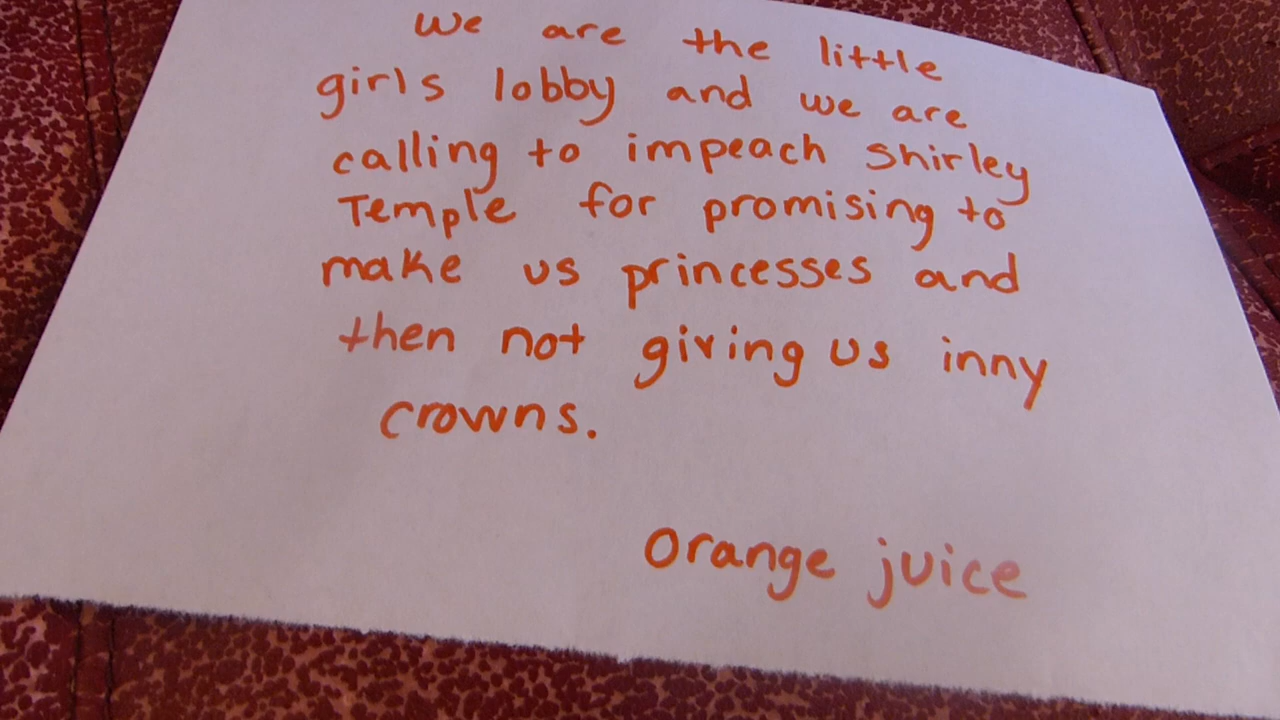 We are the little
girls lobby and we are
calling to impeach Shirley
Temple for promising to
make us princesses and
then not giving us inny
crowns.
Orange juice